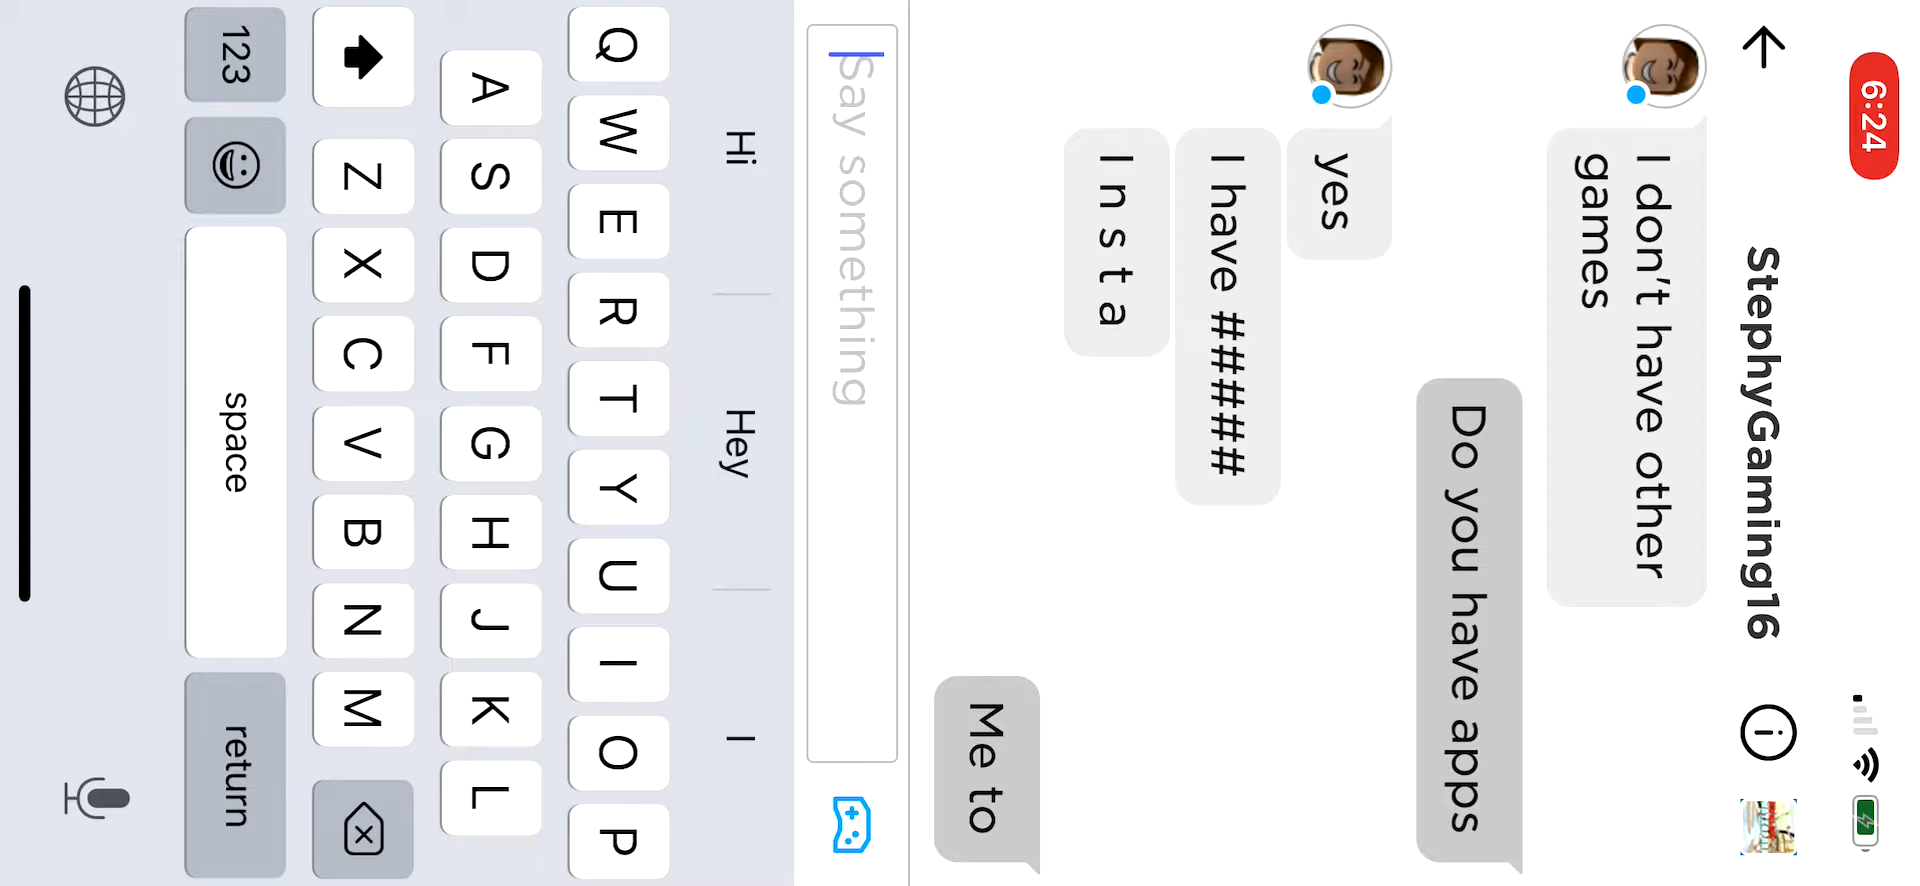 6:24
StephyGaming16
I don't have other
games
Do you have apps
yes
I have #####
I n s t a
Me to
Say something
Hi Hey I
Q W E R T Y U I O P
A S D F G H J K L
Z X C V B N M
123 space return